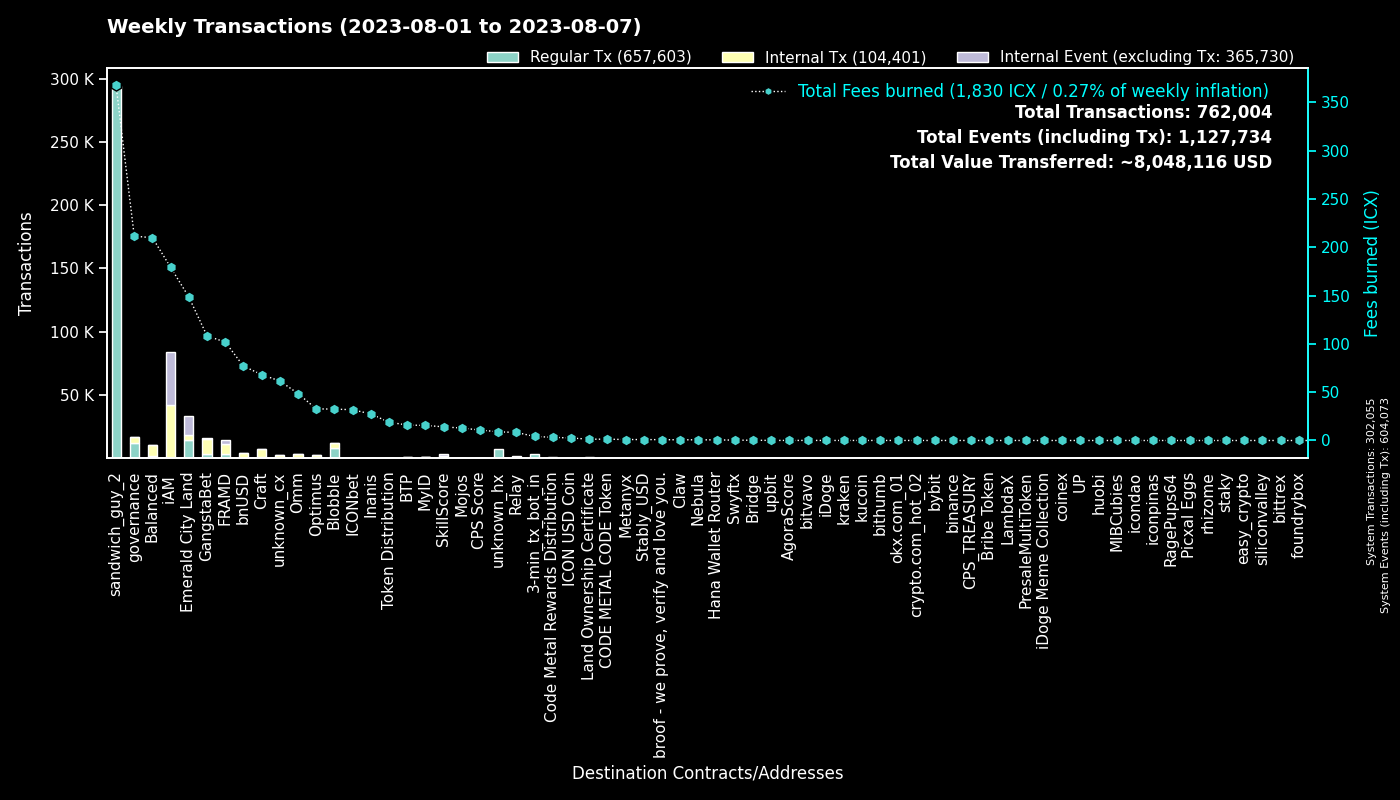 Weekly Transactions (2023-08-01 to 2023-08-07)
Regular Tx (657,603)
Internal Tx (104,401)
Internal Event (excluding Tx: 365,730)
Total Fees burned (1,830 ICX / 0.27% of weekly inflation)
Total Transactions: 762,004
Total Events (including Tx): 1,127,734
Total Value Transferred: ~8,048,116 USD
Transactions
300 K
250 K
200 K
150 K
100 K
50 K
350
300
250
200
150
100
50
0
Fees burned (ICX)
sandwich_guy_2
governance
Balanced
iAM
Emerald City Land
GangstaBet
FRAMD
bnUSD
Craft
unknown_cx
Omm
Optimus
Blobble
ICONbet
Inanis
Token Distribution
BTP
MyID
SkillScore
Mojos
CPS Score
unknown_hx
Relay
3-min_tx_bot_in
Code Metal Rewards Distribution
ICON USD Coin
Land Ownership Certificate
CODE METAL CODE Token
Metanyx
Stably_USD
broof - we prove, verify and love you.
Claw
Nebula
Hana Wallet Router
Swyftx
Bridge
upbit
AgoraScore
bitvavo
iDoge
kraken
kucoin
bithumb
okx.com_01
crypto.com_hot_02
bybit
binance
CPS_TREASURY
Bribe Token
LambdaX
PresaleMultiToken
iDoge Meme Collection
coinex
UP
huobi
MIBCubies
icondao
iconpinas
RagePups64
Picxal Eggs
rhizome
staky
easy_crypto
siliconvalley
bittrex
foundrybox
Destination Contracts/Addresses
System Transactions: 302,055
System Events (including Tx): 604,073